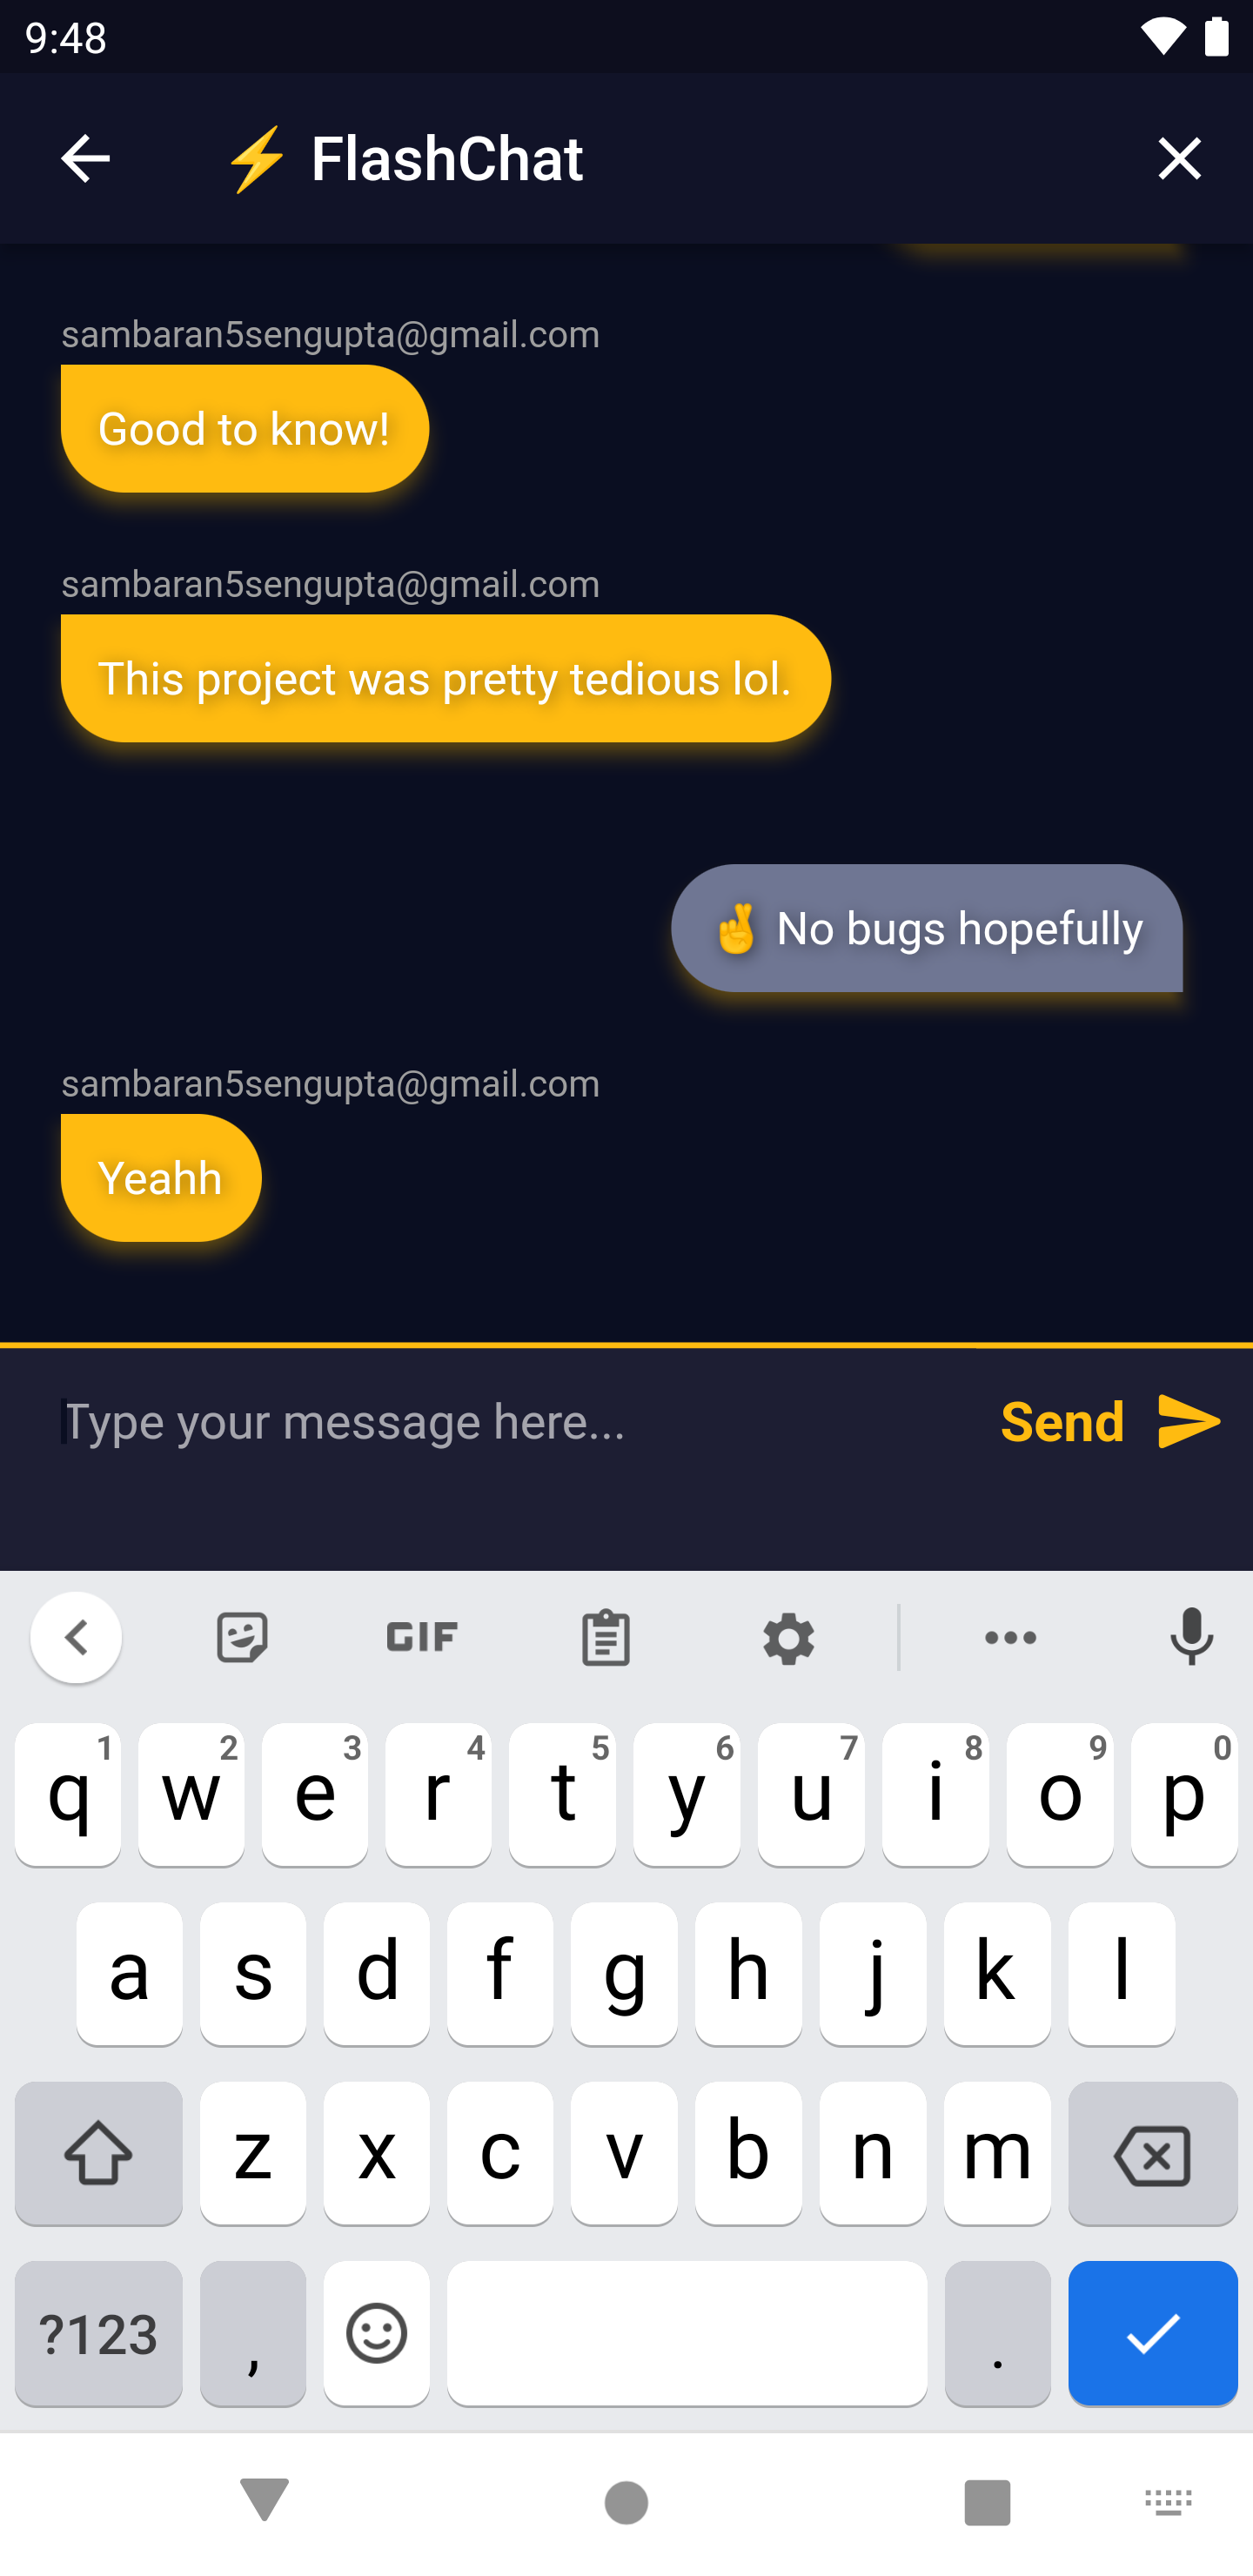 9:48
⚡ FlashChat
sambaran5sengupta@gmail.com
Good to know!
sambaran5sengupta@gmail.com
This project was pretty tedious lol.
🤞 No bugs hopefully
sambaran5sengupta@gmail.com
Yeahh
Type your message here... Send
GIF
1 2 3 4 5 6 7 8 9 0
q w e r t y u i o p
a s d f g h j k l
z x c v b n m
?123 , .